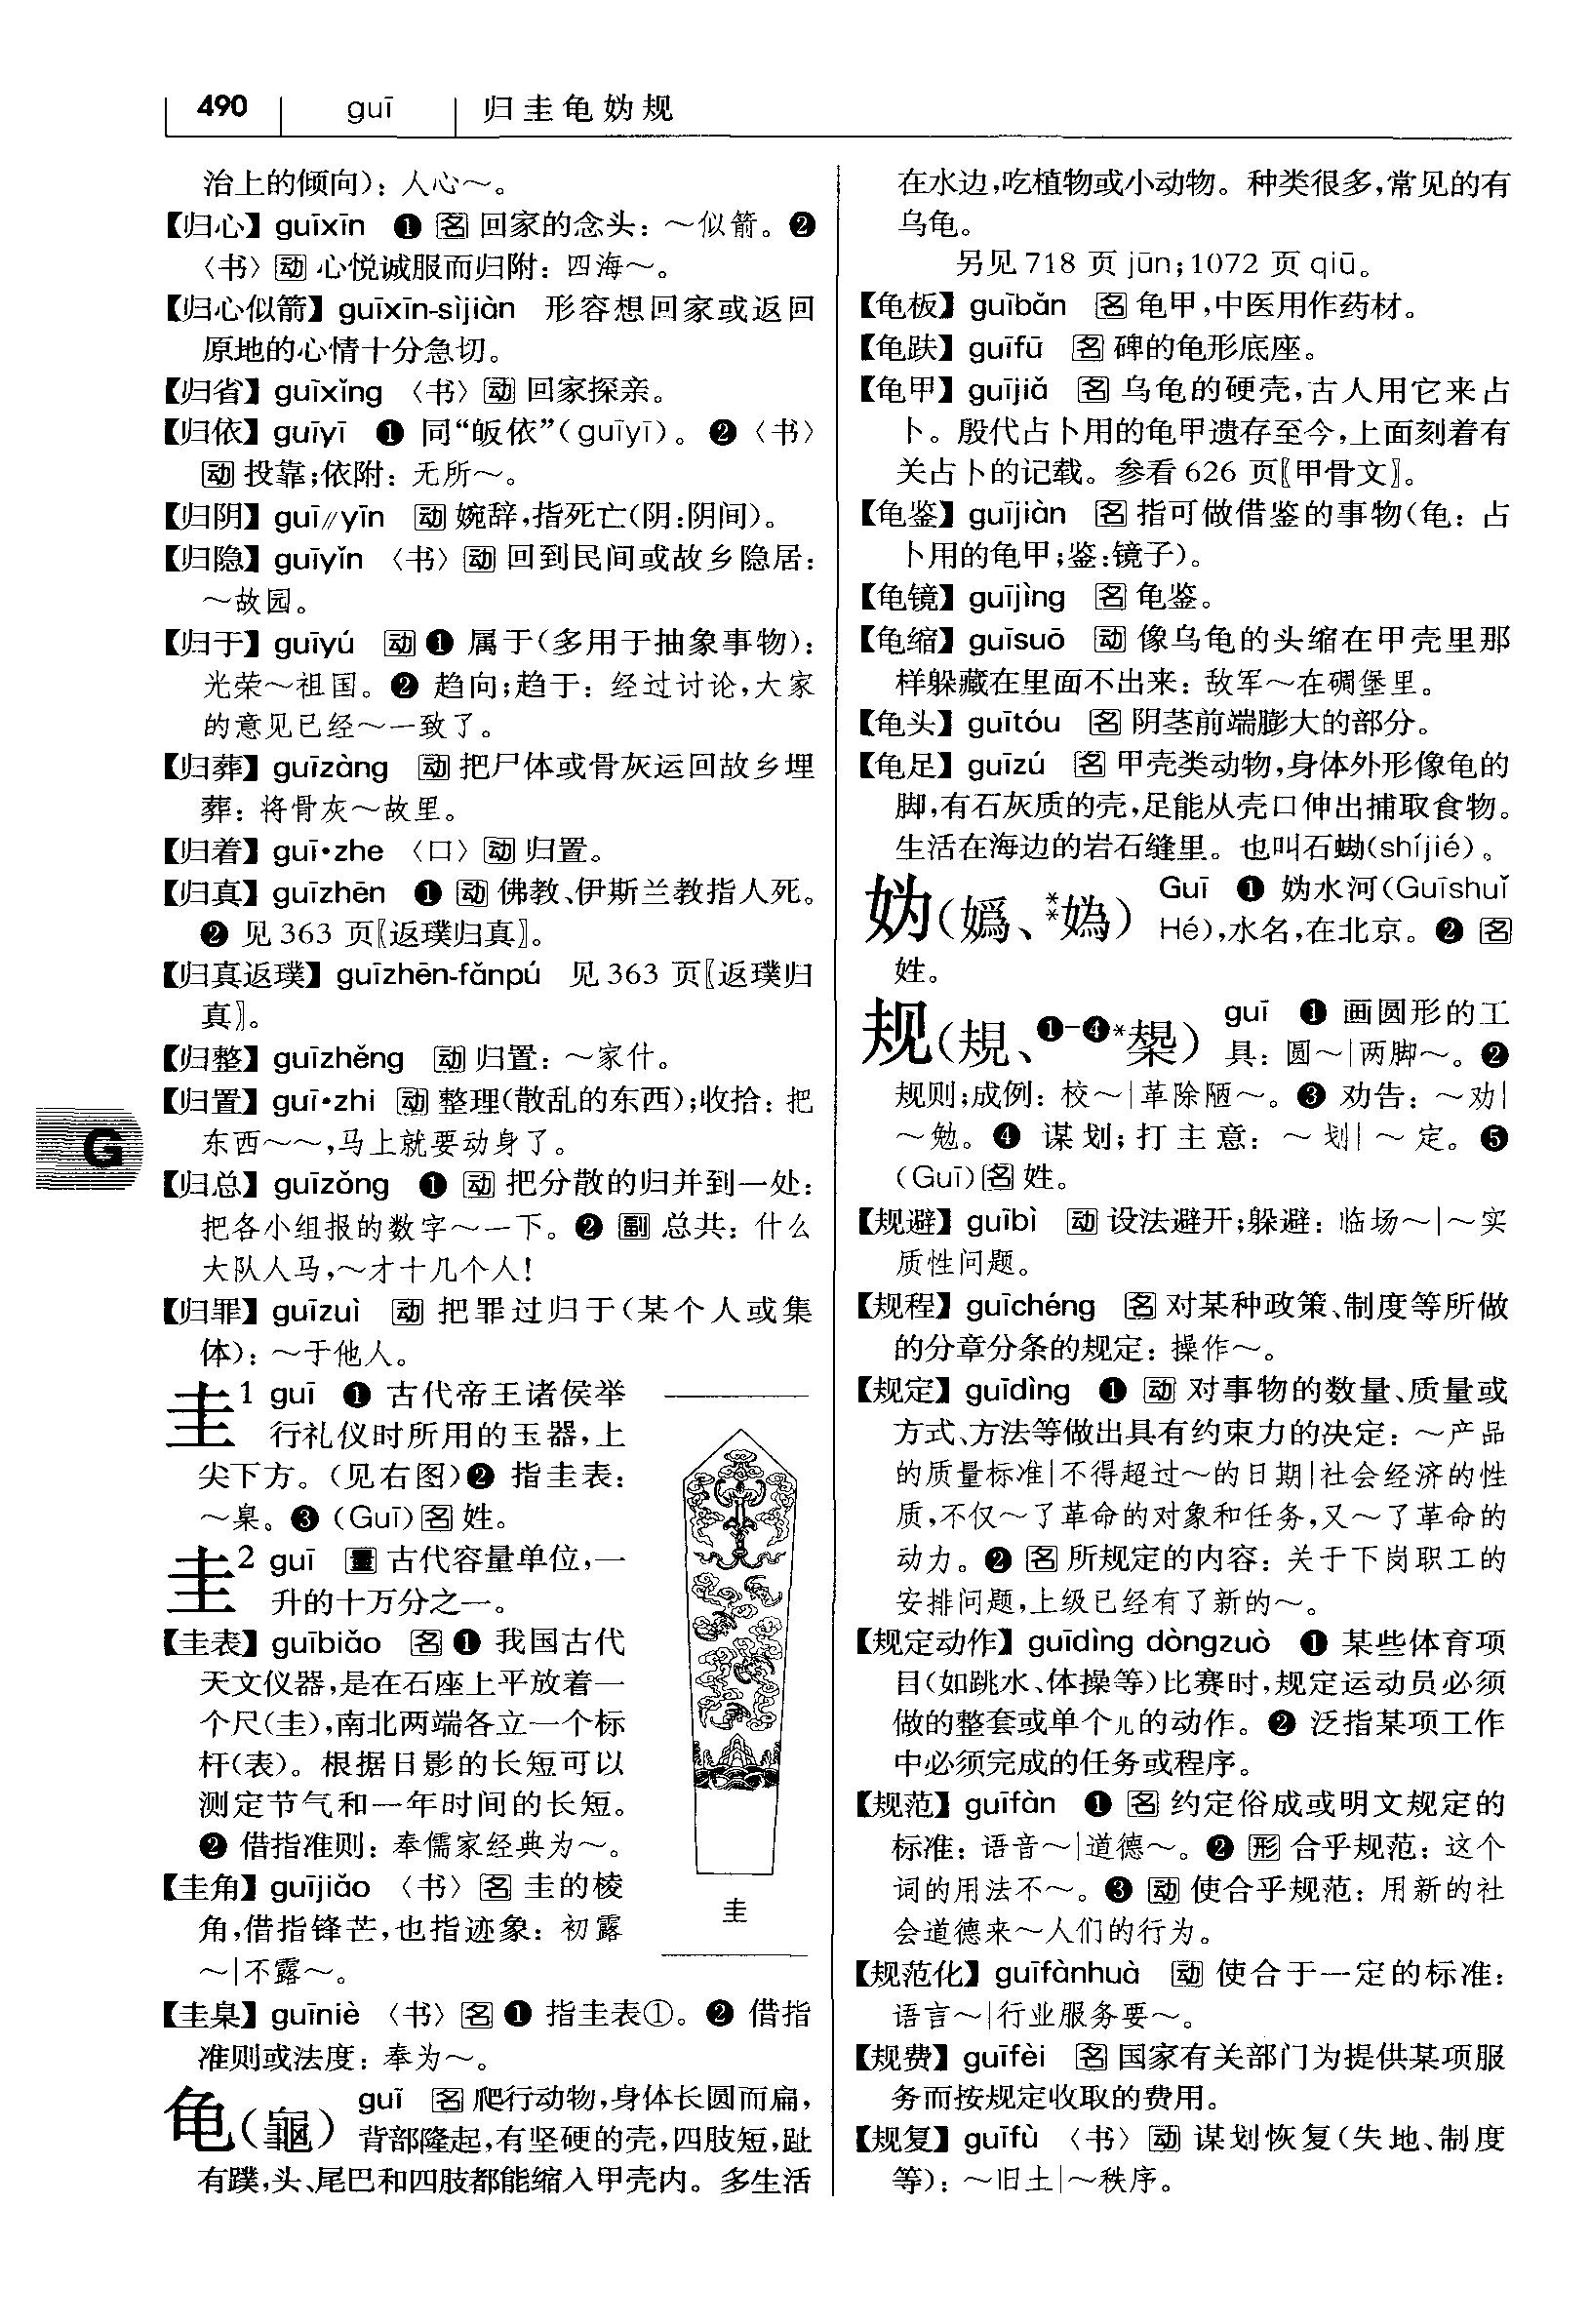 490 guī 归圭龟妫规
治上的倾向)：人心～。
【归心】guīxīn ❶ 名 回家的念头：～似箭。❷
〈书〉动 心悦诚服而归附：四海～。
【归心似箭】guīxīn-sìjiàn 形容想回家或返回
原地的心情十分急切。
【归省】guīxǐng 〈书〉动 回家探亲。
【归依】guīyī ❶ 同“皈依”(guīyī)。❷〈书〉
动 投靠;依附：无所～。
【归阴】guī∥yīn 动 婉辞,指死亡(阴:阴间)。
【归隐】guīyǐn 〈书〉动 回到民间或故乡隐居：
～故园。
【归于】guīyú 动 ❶ 属于(多用于抽象事物)：
光荣～祖国。❷ 趋向;趋于：经过讨论,大家
的意见已经～一致了。
【归葬】guīzàng 动 把尸体或骨灰运回故乡埋
葬：将骨灰～故里。
【归着】guī•zhe 〈口〉动 归置。
【归真】guīzhēn ❶ 动 佛教、伊斯兰教指人死。
❷ 见 363 页〖返璞归真〗。
【归真返璞】guīzhēn-fǎnpú 见 363 页〖返璞归
真〗。
【归整】guīzhěng 动 归置：～家什。
【归置】guī•zhi 动 整理(散乱的东西);收拾：把
东西～～,马上就要动身了。
【归总】guīzǒng ❶ 动 把分散的归并到一处：
把各小组报的数字～一下。❷ 副 总共：什么
大队人马,～才十几个人!
【归罪】guīzuì 动 把罪过归于(某个人或集
体)：～于他人。
圭1 guī ❶ 古代帝王诸侯举
行礼仪时所用的玉器,上
尖下方。(见右图)❷ 指圭表：
～臬。❸ (Guī)名 姓。
圭2 guī 量 古代容量单位,一
升的十万分之一。
【圭表】guībiǎo 名 ❶ 我国古代
天文仪器,是在石座上平放着一
个尺(圭),南北两端各立一个标
杆(表)。根据日影的长短可以
测定节气和一年时间的长短。
❷ 借指准则：奉儒家经典为～。
【圭角】guījiǎo 〈书〉名 圭的棱
角,借指锋芒,也指迹象：初露
～|不露～。
圭
【圭臬】guīniè 〈书〉名 ❶ 指圭表①。❷ 借指
准则或法度：奉为～。
龟(龜) guī 名 爬行动物,身体长圆而扁,
背部隆起,有坚硬的壳,四肢短,趾
有蹼,头、尾巴和四肢都能缩入甲壳内。多生活
在水边,吃植物或小动物。种类很多,常见的有
乌龟。
另见 718 页 jūn;1072 页 qiū。
【龟板】guībǎn 名 龟甲,中医用作药材。
【龟趺】guīfū 名 碑的龟形底座。
【龟甲】guījiǎ 名 乌龟的硬壳,古人用它来占
卜。殷代占卜用的龟甲遗存至今,上面刻着有
关占卜的记载。参看 626 页〖甲骨文〗。
【龟鉴】guījiàn 名 指可做借鉴的事物(龟：占
卜用的龟甲;鉴:镜子)。
【龟镜】guījìng 名 龟鉴。
【龟缩】guīsuō 动 像乌龟的头缩在甲壳里那
样躲藏在里面不出来：敌军～在碉堡里。
【龟头】guītóu 名 阴茎前端膨大的部分。
【龟足】guīzú 名 甲壳类动物,身体外形像龟的
脚,有石灰质的壳,足能从壳口伸出捕取食物。
生活在海边的岩石缝里。也叫石蜐(shíjié)。
妫(嬀、**媯) Guī ❶ 妫水河(Guīshuǐ
Hé),水名,在北京。❷ 名
姓。
规(規、❶-❹*槼) guī ❶ 画圆形的工
具：圆～|两脚～。❷
规则;成例：校～|革除陋～。❸ 劝告：～劝|
～勉。❹ 谋划;打主意：～划|～定。❺
(Guī)名 姓。
【规避】guībì 动 设法避开;躲避：临场～|～实
质性问题。
【规程】guīchéng 名 对某种政策、制度等所做
的分章分条的规定：操作～。
【规定】guīdìng ❶ 动 对事物的数量、质量或
方式、方法等做出具有约束力的决定：～产品
的质量标准|不得超过～的日期|社会经济的性
质,不仅～了革命的对象和任务,又～了革命的
动力。❷ 名 所规定的内容：关于下岗职工的
安排问题,上级已经有了新的～。
【规定动作】guīdìng dòngzuò ❶ 某些体育项
目(如跳水、体操等)比赛时,规定运动员必须
做的整套或单个儿的动作。❷ 泛指某项工作
中必须完成的任务或程序。
【规范】guīfàn ❶ 名 约定俗成或明文规定的
标准：语音～|道德～。❷ 形 合乎规范：这个
词的用法不～。❸ 动 使合乎规范：用新的社
会道德来～人们的行为。
【规范化】guīfànhuà 动 使合于一定的标准：
语言～|行业服务要～。
【规费】guīfèi 名 国家有关部门为提供某项服
务而按规定收取的费用。
【规复】guīfù 〈书〉动 谋划恢复(失地、制度
等)：～旧土|～秩序。
G